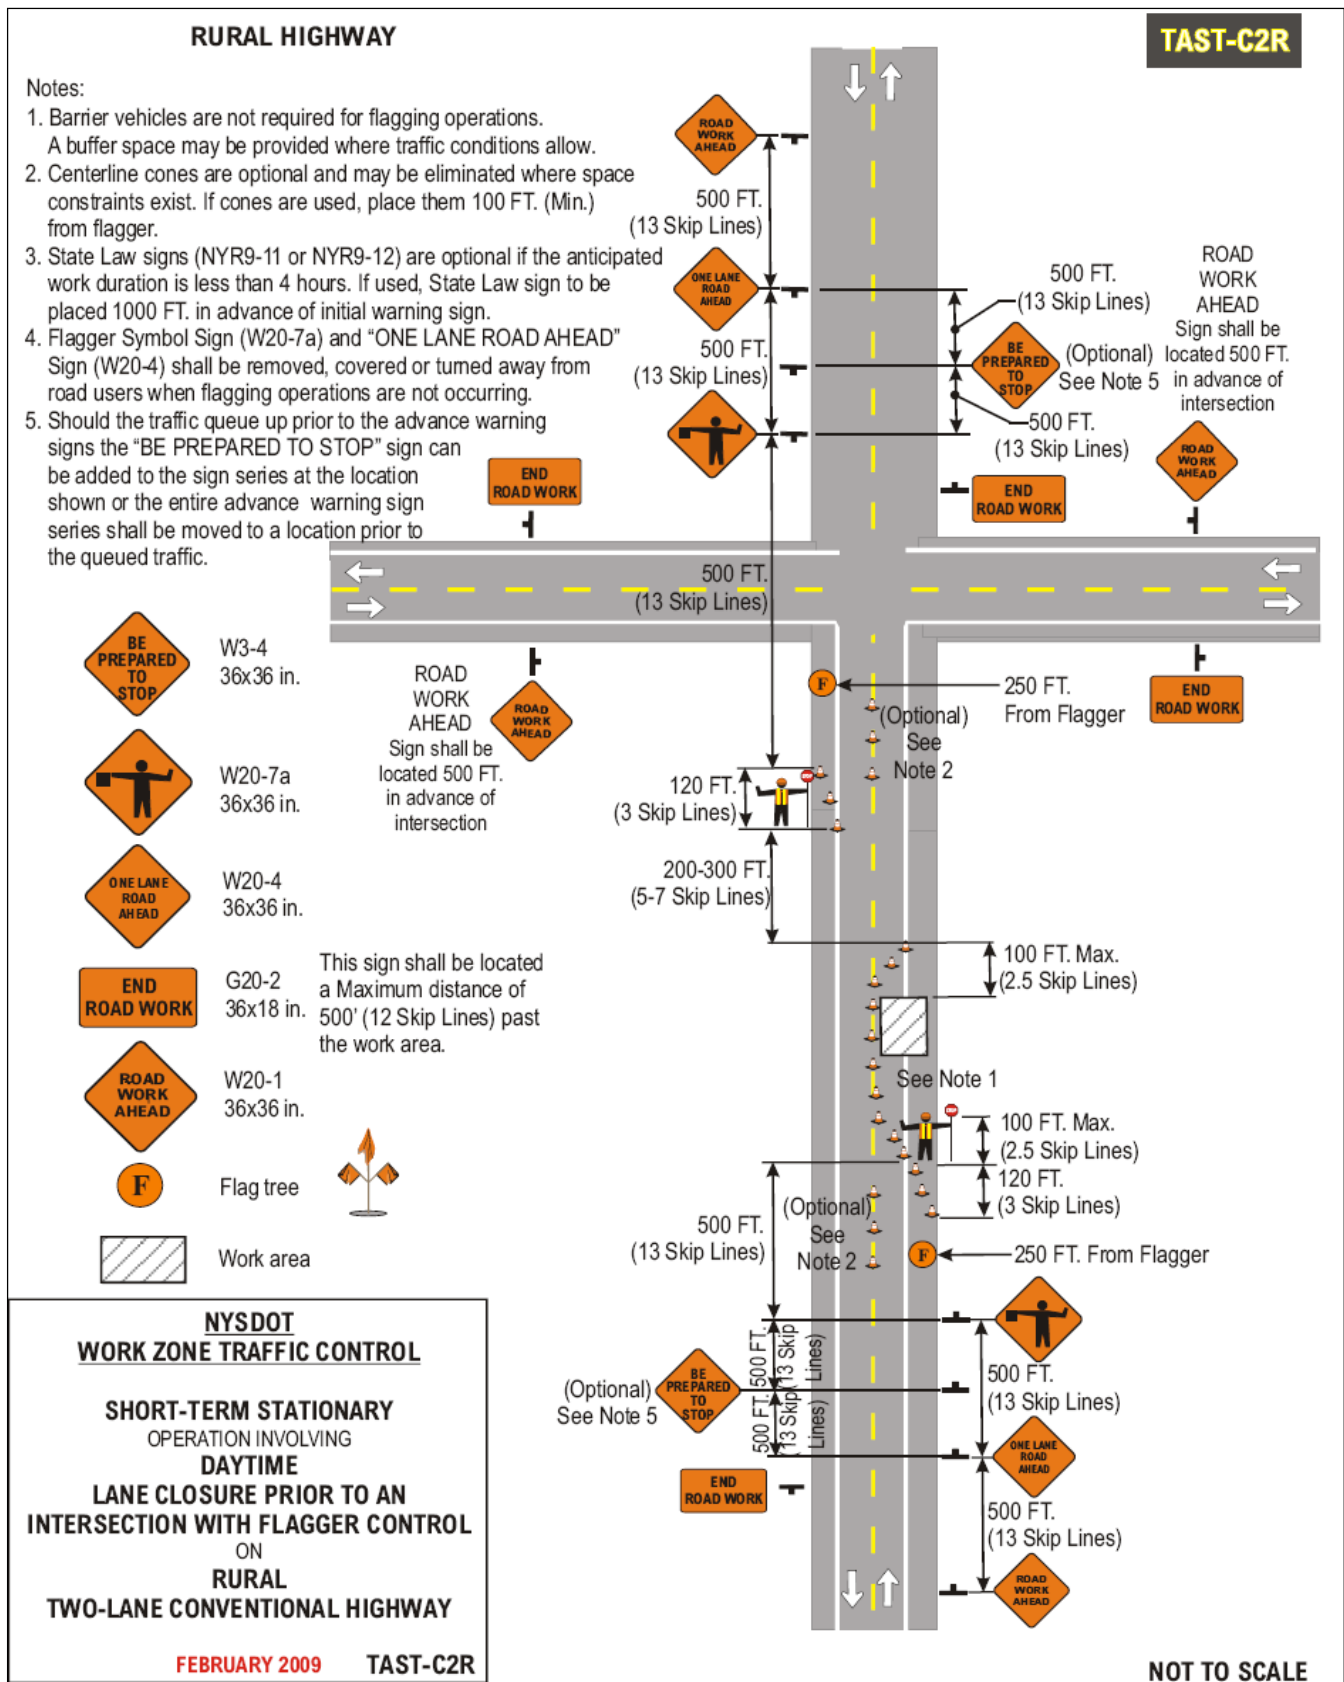 RURAL HIGHWAY
TAST-C2R
Notes:
1. Barrier vehicles are not required for flagging operations.
A buffer space may be provided where traffic conditions allow.
2. Centerline cones are optional and may be eliminated where space
constraints exist. If cones are used, place them 100 FT. (Min.)
from flagger.
3. State Law signs (NYR9-11 or NYR9-12) are optional if the anticipated
work duration is less than 4 hours. If used, State Law sign to be
placed 1000 FT. in advance of initial warning sign.
4. Flagger Symbol Sign (W20-7a) and “ONE LANE ROAD AHEAD”
Sign (W20-4) shall be removed, covered or turned away from
road users when flagging operations are not occurring.
5. Should the traffic queue up prior to the advance warning
signs the “BE PREPARED TO STOP” sign can
be added to the sign series at the location
shown or the entire advance warning sign
series shall be moved to a location prior to
the queued traffic.
ROAD
WORK
AHEAD
500 FT.
(13 Skip Lines)
ONE LANE
ROAD
AHEAD
500 FT.
(13 Skip Lines)
500 FT.
(13 Skip Lines)
BE
PREPARED
TO
STOP
(Optional)
See Note 5
500 FT.
(13 Skip Lines)
ROAD
WORK
AHEAD
Sign shall be
located 500 FT.
in advance of
intersection
ROAD
WORK
AHEAD
END
ROAD WORK
END
ROAD WORK
500 FT.
(13 Skip Lines)
BE
PREPARED
TO
STOP
W3-4
36x36 in.
W20-7a
36x36 in.
ONE LANE
ROAD
AHEAD
W20-4
36x36 in.
END
ROAD WORK
G20-2
36x18 in.
This sign shall be located
a Maximum distance of
500' (12 Skip Lines) past
the work area.
ROAD
WORK
AHEAD
W20-1
36x36 in.
F
Flag tree
Work area
ROAD
WORK
AHEAD
Sign shall be
located 500 FT.
in advance of
intersection
ROAD
WORK
AHEAD
F
250 FT.
From Flagger
END
ROAD WORK
(Optional)
See
Note 2
120 FT.
(3 Skip Lines)
STOP
200-300 FT.
(5-7 Skip Lines)
100 FT. Max.
(2.5 Skip Lines)
See Note 1
STOP
100 FT. Max.
(2.5 Skip Lines)
120 FT.
(3 Skip Lines)
500 FT.
(13 Skip Lines)
(Optional)
See
Note 2
F
250 FT. From Flagger
500 FT.
(13 Skip
Lines)
500 FT.
(13 Skip
Lines)
(Optional)
See Note 5
BE
PREPARED
TO
STOP
500 FT.
(13 Skip Lines)
ONE LANE
ROAD
AHEAD
END
ROAD WORK
500 FT.
(13 Skip Lines)
ROAD
WORK
AHEAD
NYSDOT
WORK ZONE TRAFFIC CONTROL
SHORT-TERM STATIONARY
OPERATION INVOLVING
DAYTIME
LANE CLOSURE PRIOR TO AN
INTERSECTION WITH FLAGGER CONTROL
ON
RURAL
TWO-LANE CONVENTIONAL HIGHWAY
FEBRUARY 2009
TAST-C2R
NOT TO SCALE